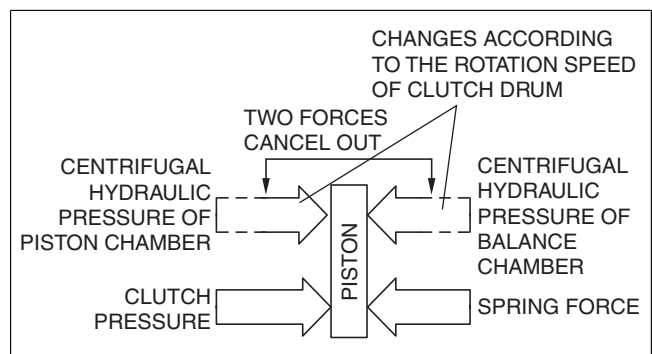 CHANGES ACCORDING
TO THE ROTATION SPEED
OF CLUTCH DRUM
TWO FORCES
CANCEL OUT
CENTRIFUGAL
HYDRAULIC
PRESSURE OF
PISTON CHAMBER
CENTRIFUGAL
HYDRAULIC
PRESSURE OF
BALANCE
CHAMBER
PISTON
CLUTCH
PRESSURE
SPRING FORCE